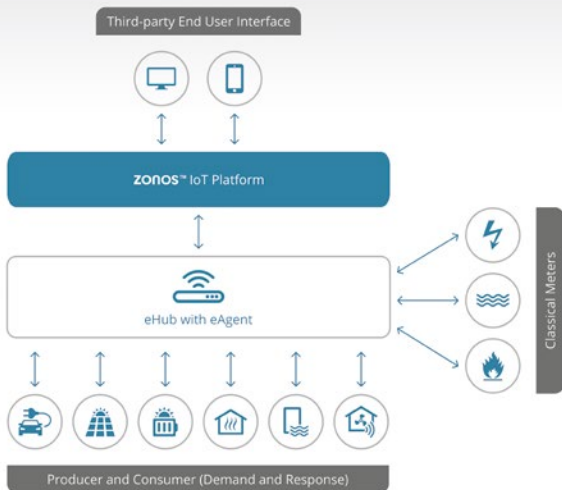 Third-party End User Interface
ZONOS™ IoT Platform
eHub with eAgent
Classical Meters
Producer and Consumer (Demand and Response)